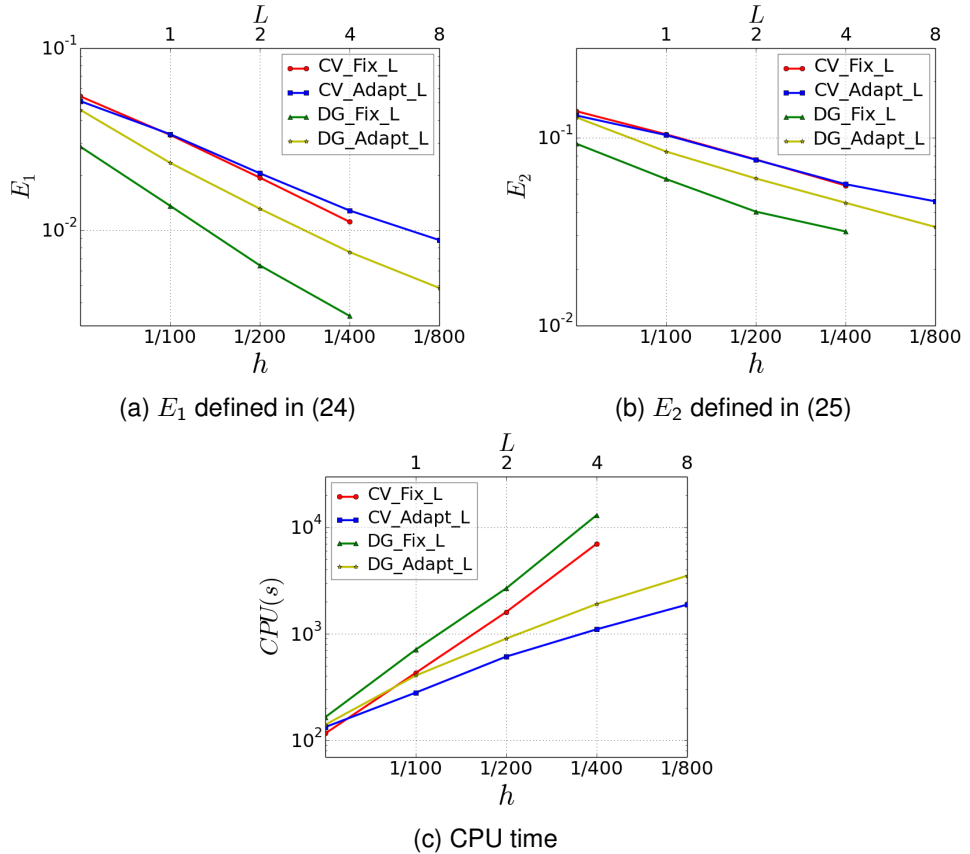 L
1 2 4 8
10^-1
10^-2
E_1
CV_Fix_L
CV_Adapt_L
DG_Fix_L
DG_Adapt_L
1/100 1/200 1/400 1/800
h
(a) E_1 defined in (24)
L
1 2 4 8
10^-1
10^-2
E_2
CV_Fix_L
CV_Adapt_L
DG_Fix_L
DG_Adapt_L
1/100 1/200 1/400 1/800
h
(b) E_2 defined in (25)
L
1 2 4 8
10^4
10^3
10^2
CPU(s)
CV_Fix_L
CV_Adapt_L
DG_Fix_L
DG_Adapt_L
1/100 1/200 1/400 1/800
h
(c) CPU time